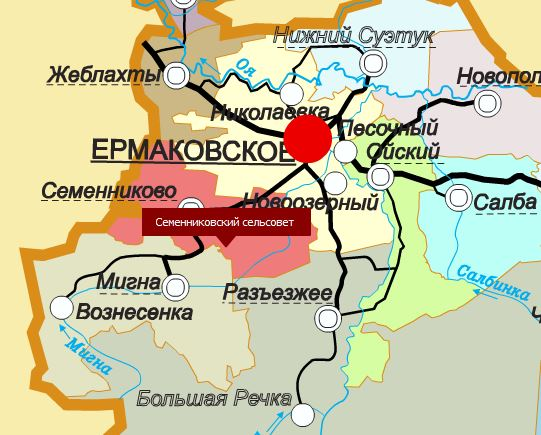 Нижний Суэтук
Оя
Жеблахты
Новопол
Николаевка
Песочный
ЕРМАКОВСКОЕ
Ойский
Семенниково
Новоозерный
Салба
Семенниковский сельсовет
Мигна
Разъезжее
Салбинка
Вознесенка
Мигна
Большая Речка